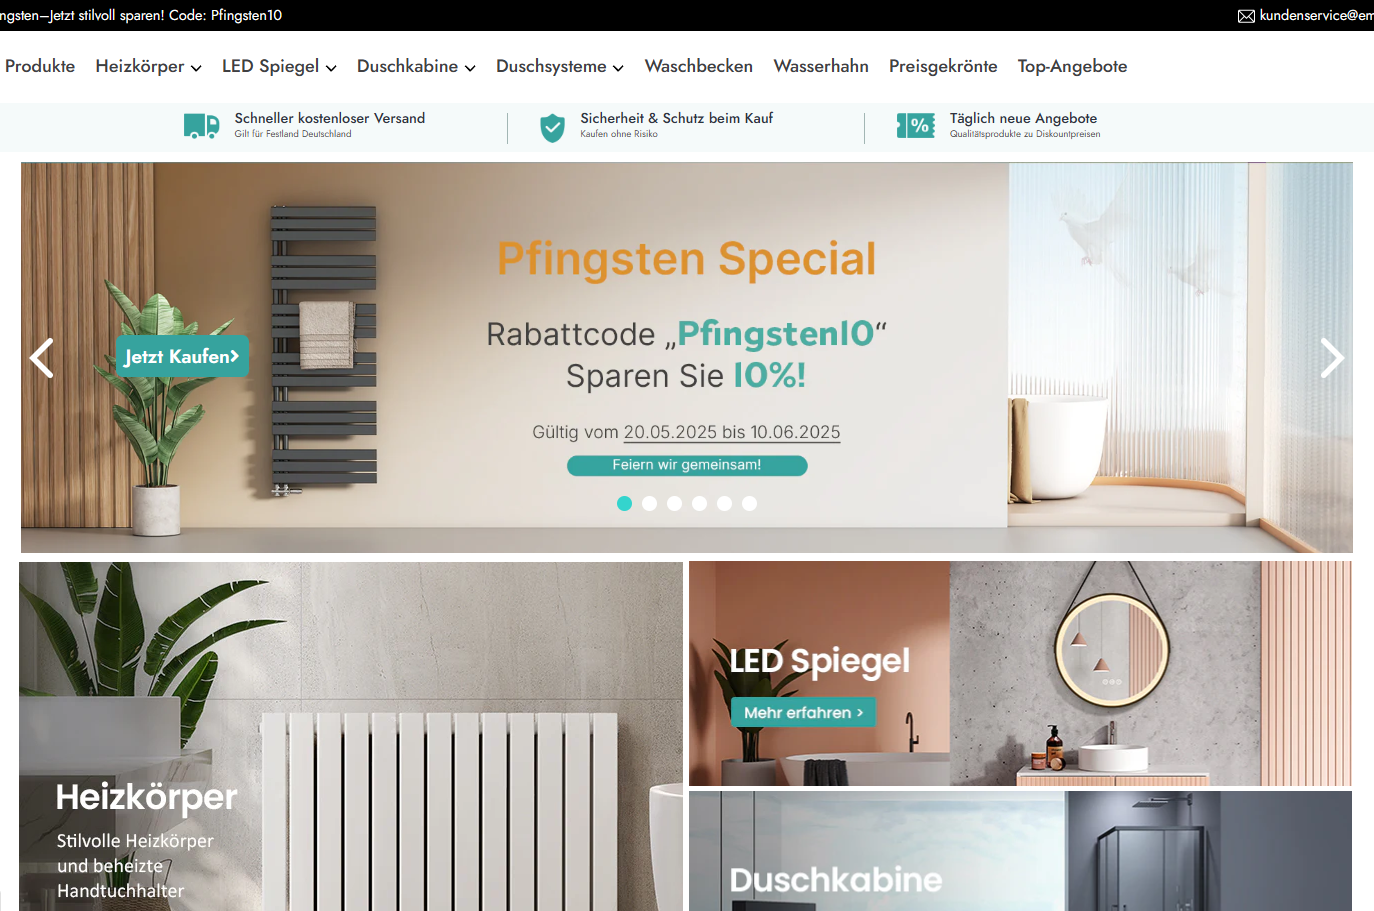 ngsten–Jetzt stilvoll sparen! Code: Pfingsten10
kundenservice@em
Produkte Heizkörper LED Spiegel Duschkabine Duschsysteme Waschbecken Wasserhahn Preisgekrönte Top-Angebote
Schneller kostenloser Versand
Gilt für Festland Deutschland
Sicherheit & Schutz beim Kauf
Kaufen ohne Risiko
%
Täglich neue Angebote
Qualitätsprodukte zu Diskountpreisen
Pfingsten Special
Rabattcode „Pfingsten10“
Sparen Sie 10%!
Jetzt Kaufen
Gültig vom 20.05.2025 bis 10.06.2025
Feiern wir gemeinsam!
LED Spiegel
Mehr erfahren >
Heizkörper
Stilvolle Heizkörper
und beheizte
Handtuchhalter
Duschkabine